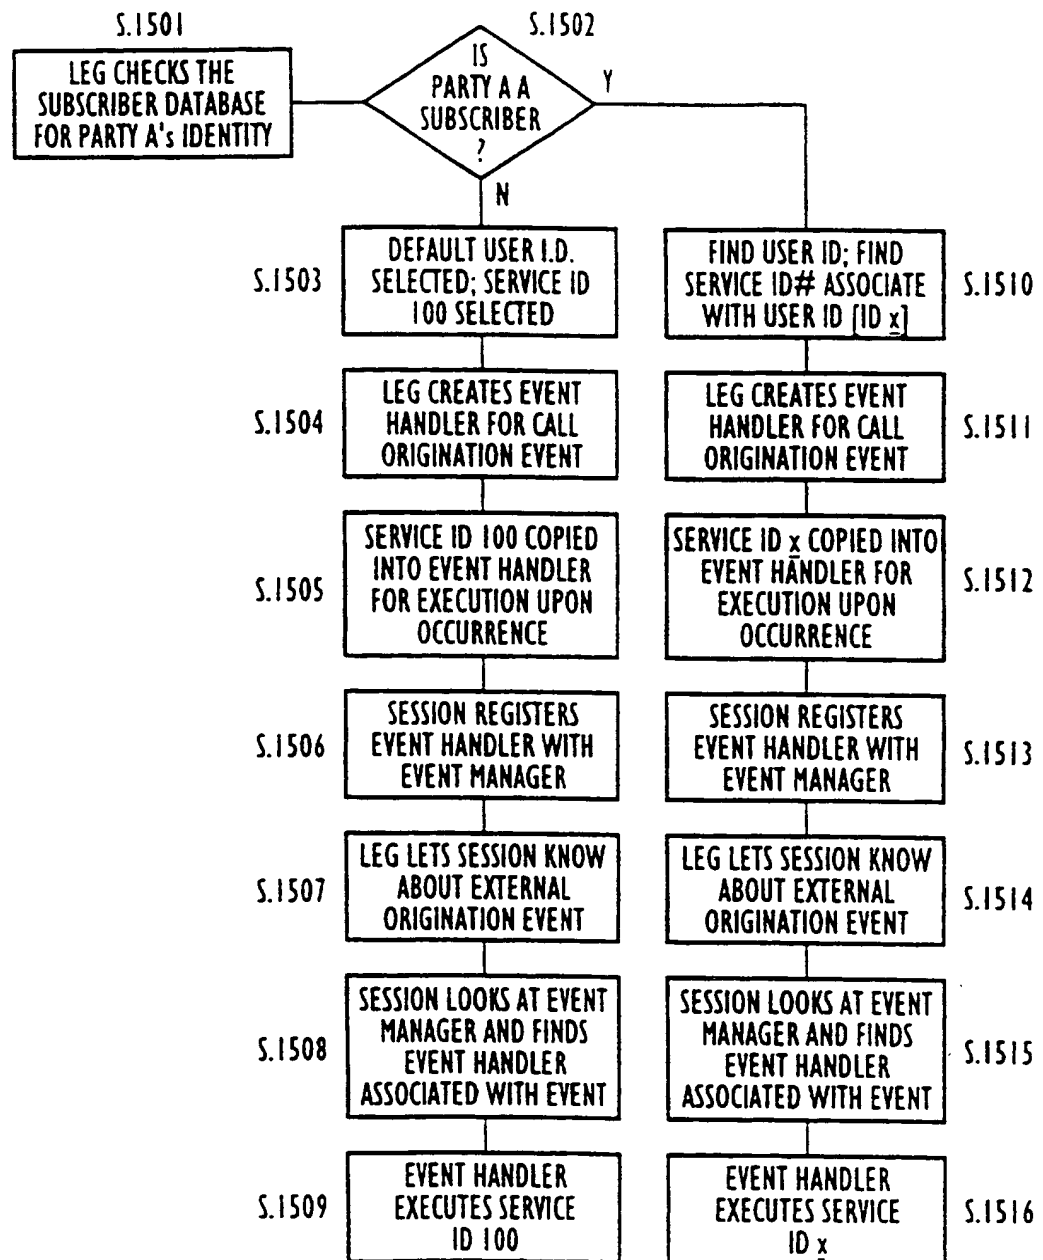 S.1501
LEG CHECKS THE
SUBSCRIBER DATABASE
FOR PARTY A's IDENTITY
S.1502
IS
PARTY A A
SUBSCRIBER
?
Y
N
S.1503
DEFAULT USER I.D.
SELECTED; SERVICE ID
100 SELECTED
S.1504
LEG CREATES EVENT
HANDLER FOR CALL
ORIGINATION EVENT
S.1505
SERVICE ID 100 COPIED
INTO EVENT HANDLER
FOR EXECUTION UPON
OCCURRENCE
S.1506
SESSION REGISTERS
EVENT HANDLER WITH
EVENT MANAGER
S.1507
LEG LETS SESSION KNOW
ABOUT EXTERNAL
ORIGINATION EVENT
S.1508
SESSION LOOKS AT EVENT
MANAGER AND FINDS
EVENT HANDLER
ASSOCIATED WITH EVENT
S.1509
EVENT HANDLER
EXECUTES SERVICE
ID 100
FIND USER ID; FIND
SERVICE ID# ASSOCIATE
WITH USER ID [ID x]
S.1510
LEG CREATES EVENT
HANDLER FOR CALL
ORIGINATION EVENT
S.1511
SERVICE ID x COPIED INTO
EVENT HANDLER FOR
EXECUTION UPON
OCCURRENCE
S.1512
SESSION REGISTERS
EVENT HANDLER WITH
EVENT MANAGER
S.1513
LEG LETS SESSION KNOW
ABOUT EXTERNAL
ORIGINATION EVENT
S.1514
SESSION LOOKS AT EVENT
MANAGER AND FINDS
EVENT HANDLER
ASSOCIATED WITH EVENT
S.1515
EVENT HANDLER
EXECUTES SERVICE
ID x
S.1516